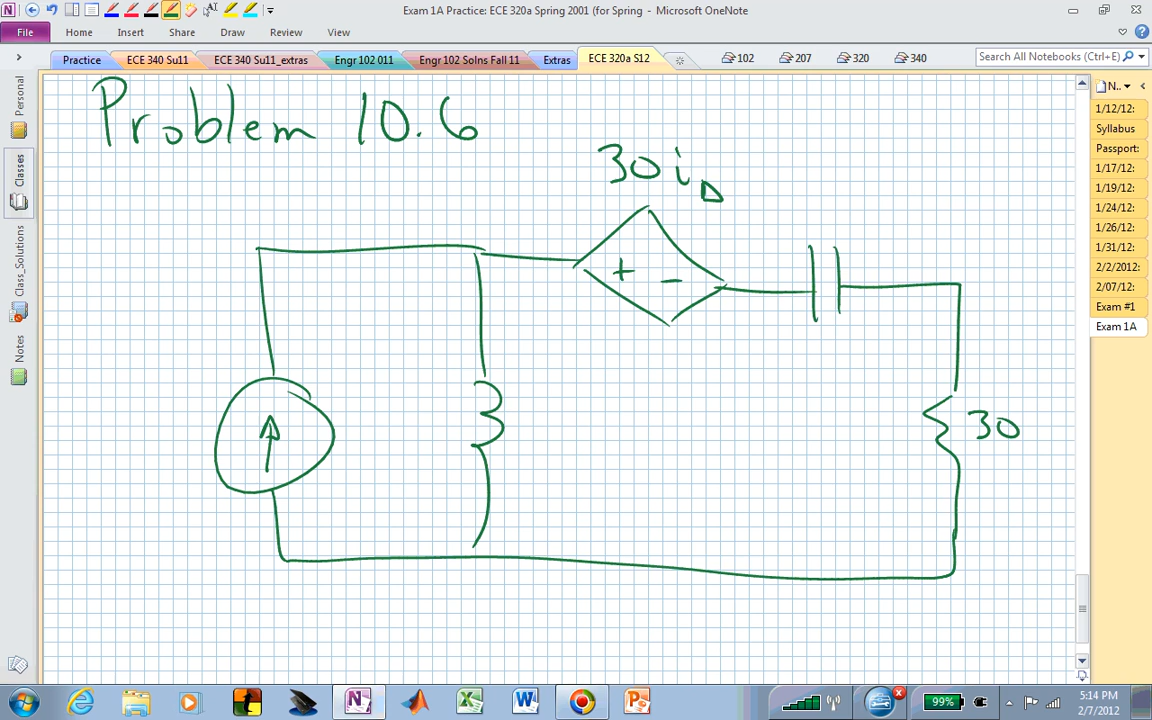 Exam 1A Practice: ECE 320a Spring 2001 (for Spring - Microsoft OneNote
File Home Insert Share Draw Review View
Practice ECE 340 Su11 ECE 340 Su11_extras Engr 102 011 Engr 102 Solns Fall 11 Extras ECE 320a S12 102 207 320 340 Search All Notebooks (Ctrl+E)
Personal
Classes
Class_Solutions
Notes
N..
1/12/12:
Syllabus
Passport:
1/17/12:
1/19/12:
1/24/12:
1/26/12:
1/31/12:
2/2/2012:
2/07/12:
Exam #1
Exam 1A
Problem 10.6
30 i Δ
+ -
30
99%
5:14 PM
2/7/2012